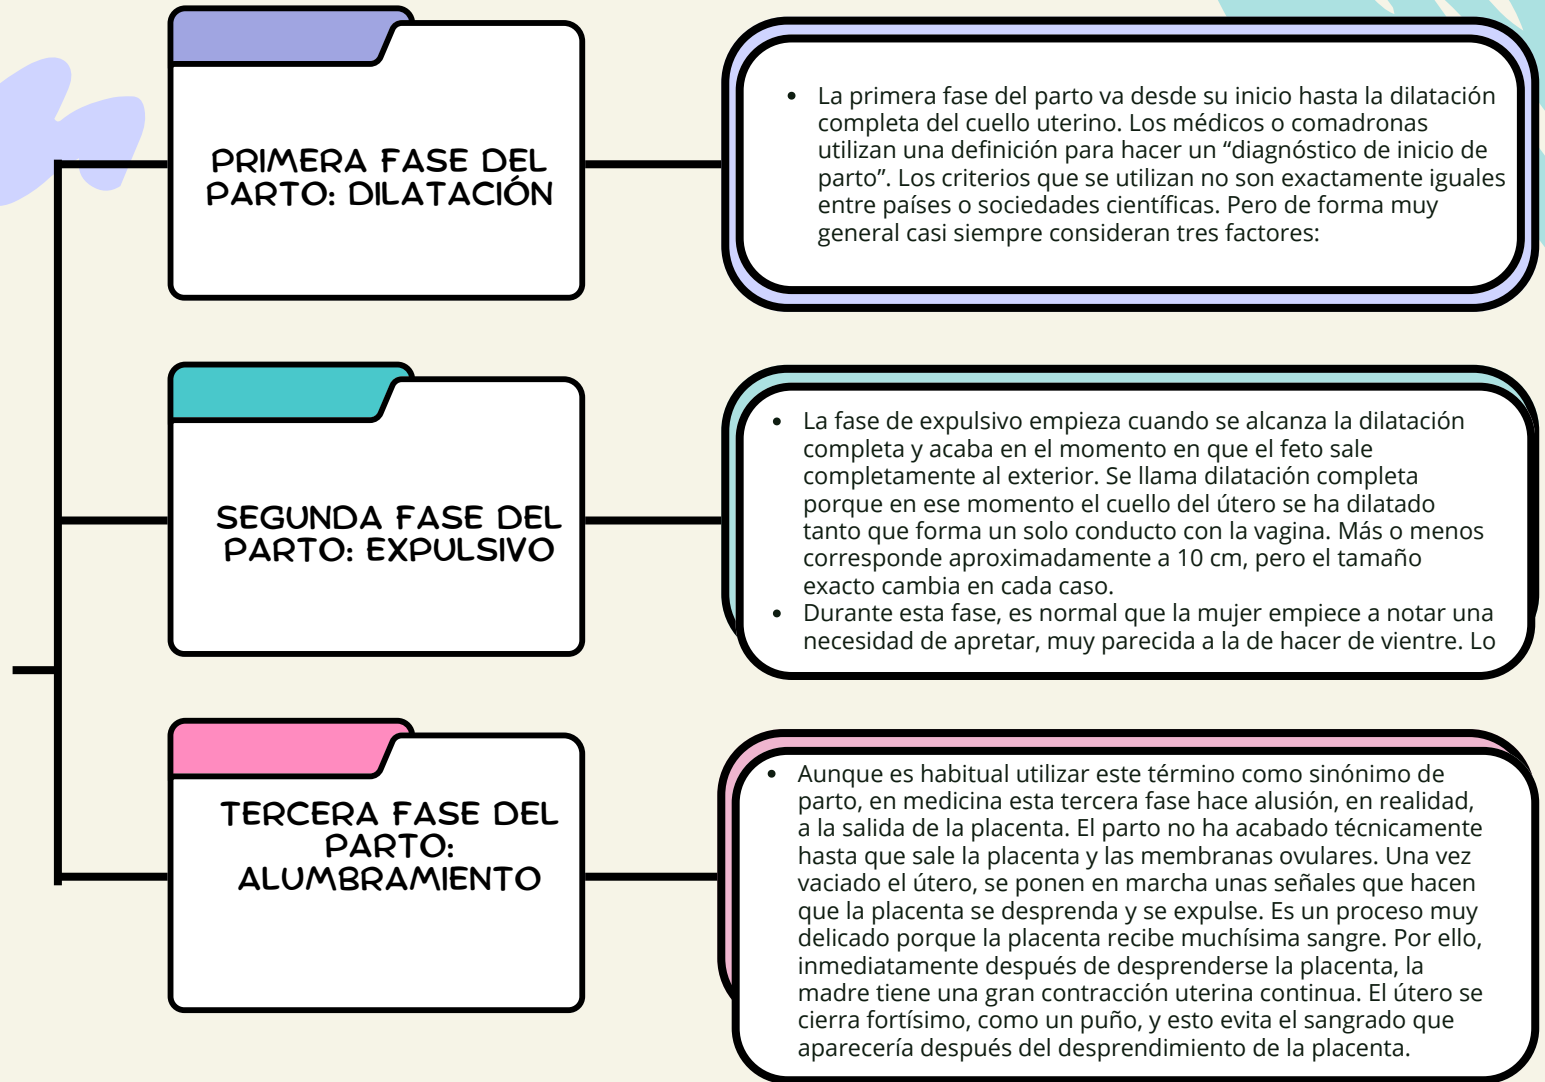 PRIMERA FASE DEL
PARTO: DILATACIÓN
• La primera fase del parto va desde su inicio hasta la dilatación
completa del cuello uterino. Los médicos o comadronas
utilizan una definición para hacer un “diagnóstico de inicio de
parto”. Los criterios que se utilizan no son exactamente iguales
entre países o sociedades científicas. Pero de forma muy
general casi siempre consideran tres factores:
SEGUNDA FASE DEL
PARTO: EXPULSIVO
• La fase de expulsivo empieza cuando se alcanza la dilatación
completa y acaba en el momento en que el feto sale
completamente al exterior. Se llama dilatación completa
porque en ese momento el cuello del útero se ha dilatado
tanto que forma un solo conducto con la vagina. Más o menos
corresponde aproximadamente a 10 cm, pero el tamaño
exacto cambia en cada caso.
• Durante esta fase, es normal que la mujer empiece a notar una
necesidad de apretar, muy parecida a la de hacer de vientre. Lo
TERCERA FASE DEL
PARTO:
ALUMBRAMIENTO
• Aunque es habitual utilizar este término como sinónimo de
parto, en medicina esta tercera fase hace alusión, en realidad,
a la salida de la placenta. El parto no ha acabado técnicamente
hasta que sale la placenta y las membranas ovulares. Una vez
vaciado el útero, se ponen en marcha unas señales que hacen
que la placenta se desprenda y se expulse. Es un proceso muy
delicado porque la placenta recibe muchísima sangre. Por ello,
inmediatamente después de desprenderse la placenta, la
madre tiene una gran contracción uterina continua. El útero se
cierra fortísimo, como un puño, y esto evita el sangrado que
aparecería después del desprendimiento de la placenta.